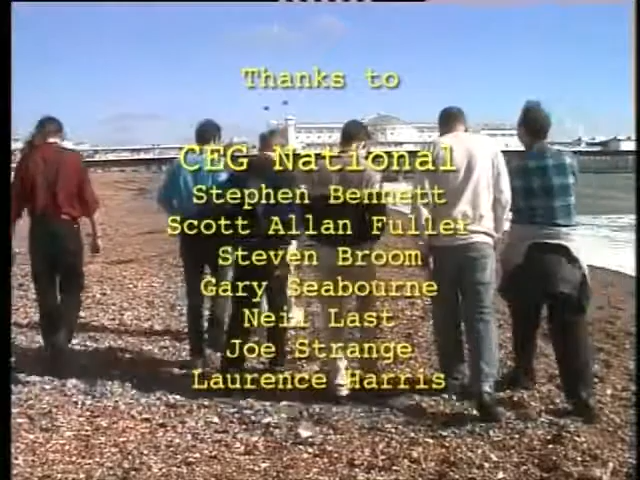 Thanks to
CEG National
Stephen Bennett
Scott Allan Fuller
Steven Broom
Gary Seabourne
Neil Last
Joe Strange
Laurence Harris